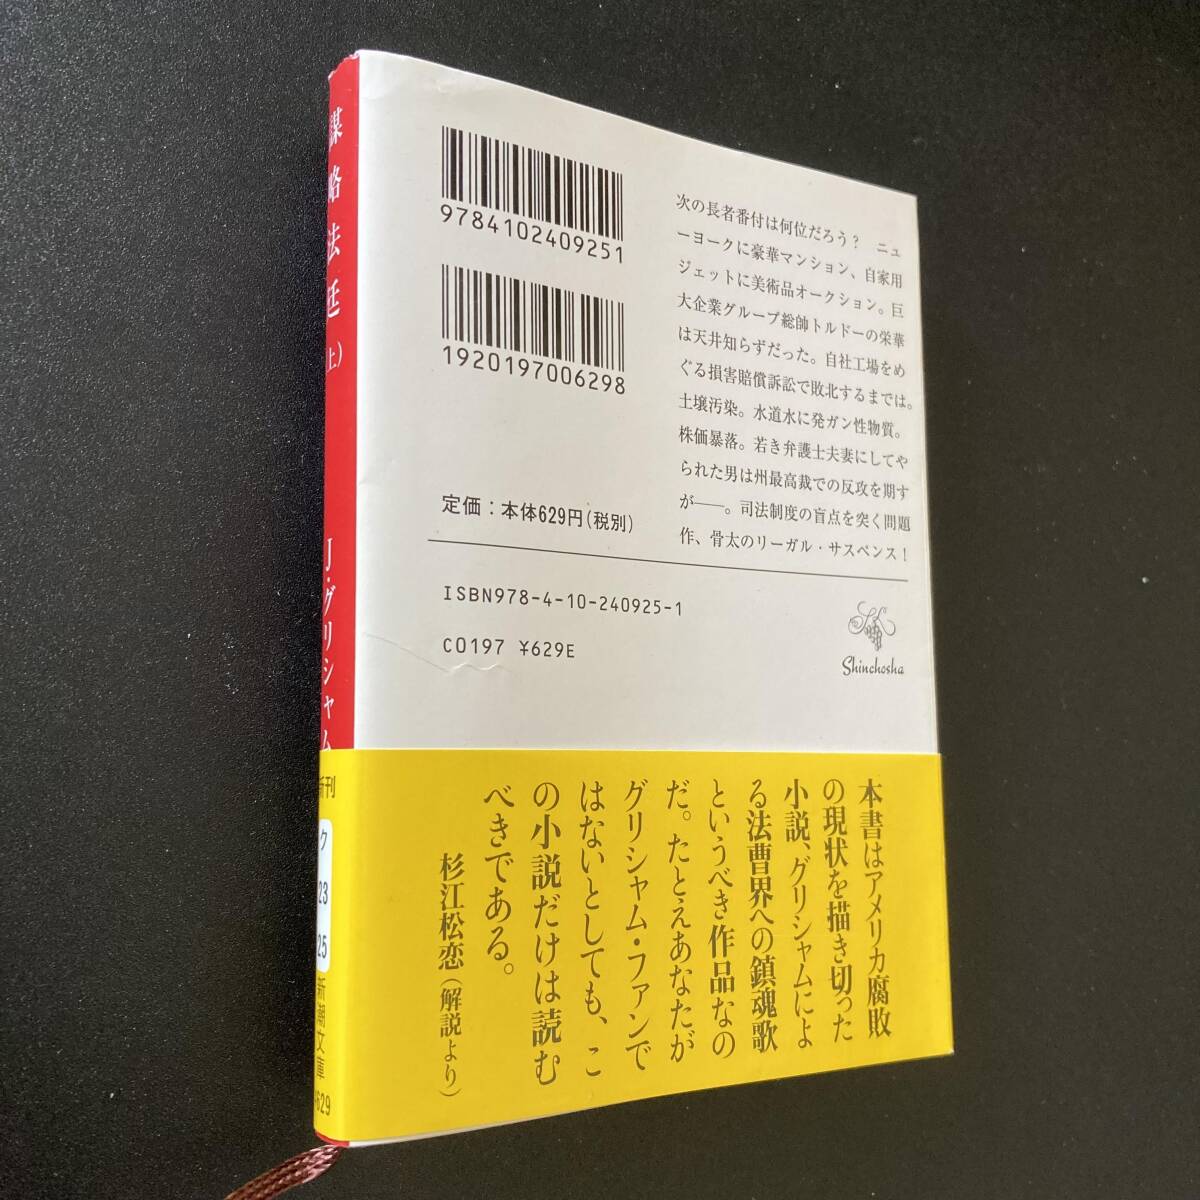 謀略法廷(上)
J・グリシャム
新刊
ク
23
25
新潮文庫
629
9784102409251
1920197006298
定価：本体629円(税別)
次の長者番付は何位だろう？　ニュ
ーヨークに豪華マンション、自家用
ジェットに美術品オークション。巨
大企業グループ総帥トルドーの栄華
は天井知らずだった。自社工場をめ
ぐる損害賠償訴訟で敗北するまでは。
土壌汚染。水道水に発ガン性物質。
株価暴落。若き弁護士夫妻にしてや
られた男は州最高裁での反攻を期す
が――。司法制度の盲点を突く問題
作、骨太のリーガル・サスペンス！
ISBN978-4-10-240925-1
C0197 ¥629E
Shinchosha
本書はアメリカ腐敗
の現状を描き切った
小説、グリシャムによ
る法曹界への鎮魂歌
というべき作品なの
だ。たとえあなたが
グリシャム・ファンで
はないとしても、こ
の小説だけは読む
べきである。
杉江松恋（解説より）